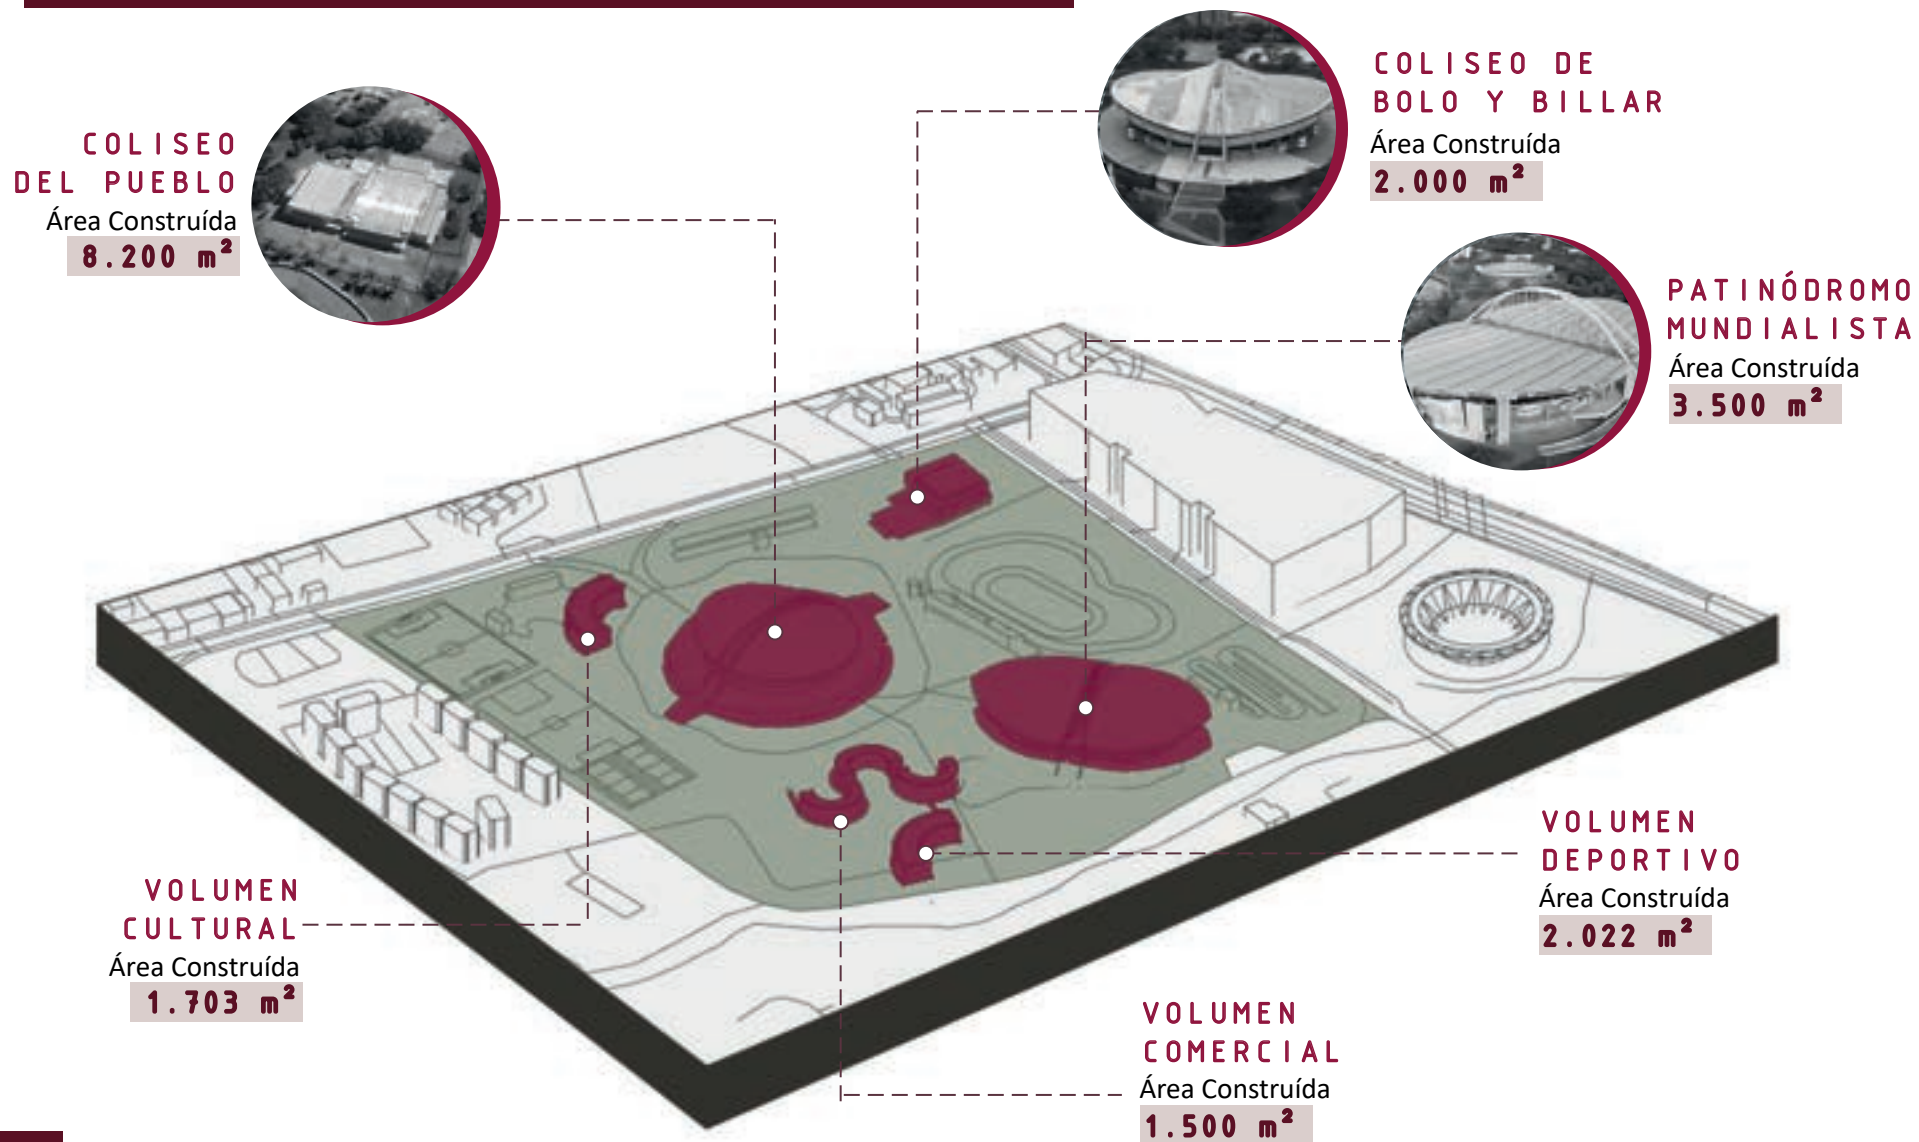 COLISEO
DEL PUEBLO
Área Construída
8.200 m²
COLISEO DE
BOLO Y BILLAR
Área Construída
2.000 m²
PATINÓDROMO
MUNDIALISTA
Área Construída
3.500 m²
VOLUMEN
DEPORTIVO
Área Construída
2.022 m²
VOLUMEN
CULTURAL
Área Construída
1.703 m²
VOLUMEN
COMERCIAL
Área Construída
1.500 m²